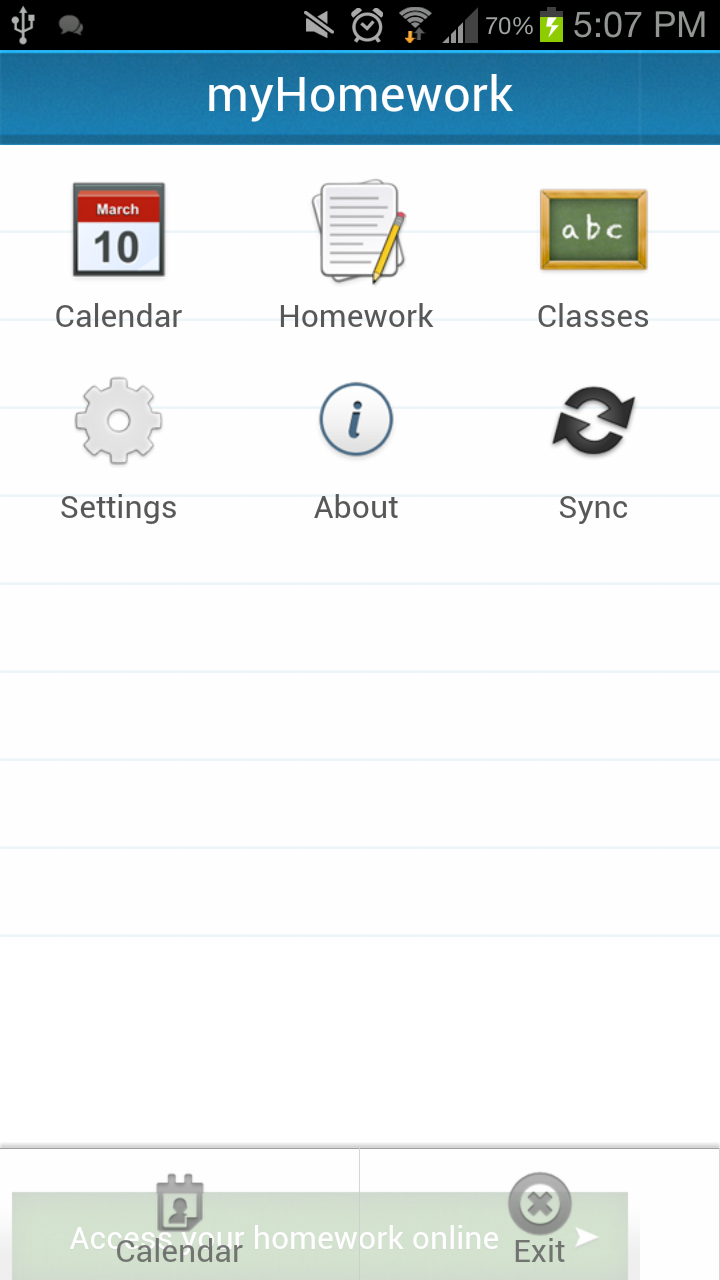 70% 5:07 PM
myHomework
March
10
abc
Calendar Homework Classes
i
Settings About Sync
Access your homework online
Calendar Exit